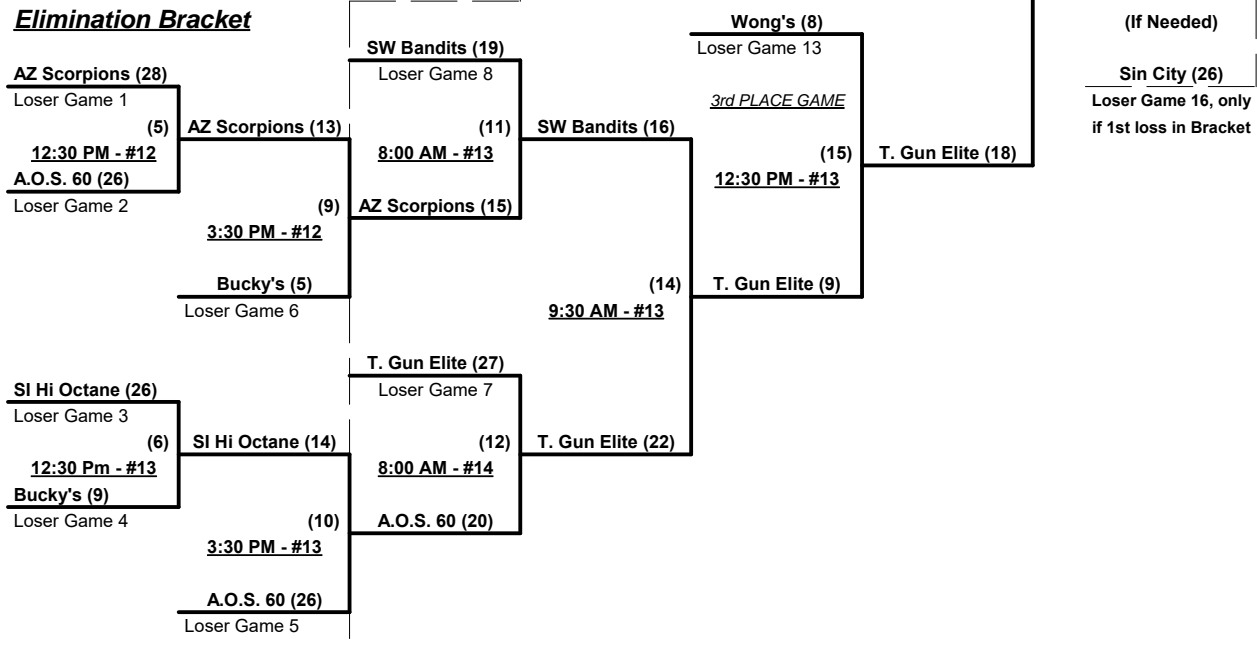 Elimination Bracket
Wong's (8)
(If Needed)
SW Bandits (19)
Loser Game 13
AZ Scorpions (28)
Loser Game 8
Sin City (26)
Loser Game 1
3rd PLACE GAME
Loser Game 16, only
(5)
AZ Scorpions (13)
(11)
SW Bandits (16)
if 1st loss in Bracket
12:30 PM - #12
8:00 AM - #13
(15)
T. Gun Elite (18)
A.O.S. 60 (26)
12:30 PM - #13
Loser Game 2
(9)
AZ Scorpions (15)
3:30 PM - #12
Bucky's (5)
(14)
T. Gun Elite (9)
Loser Game 6
9:30 AM - #13
T. Gun Elite (27)
SI Hi Octane (26)
Loser Game 7
Loser Game 3
(6)
SI Hi Octane (14)
(12)
T. Gun Elite (22)
12:30 Pm - #13
8:00 AM - #14
Bucky's (9)
Loser Game 4
(10)
A.O.S. 60 (20)
3:30 PM - #13
A.O.S. 60 (26)
Loser Game 5